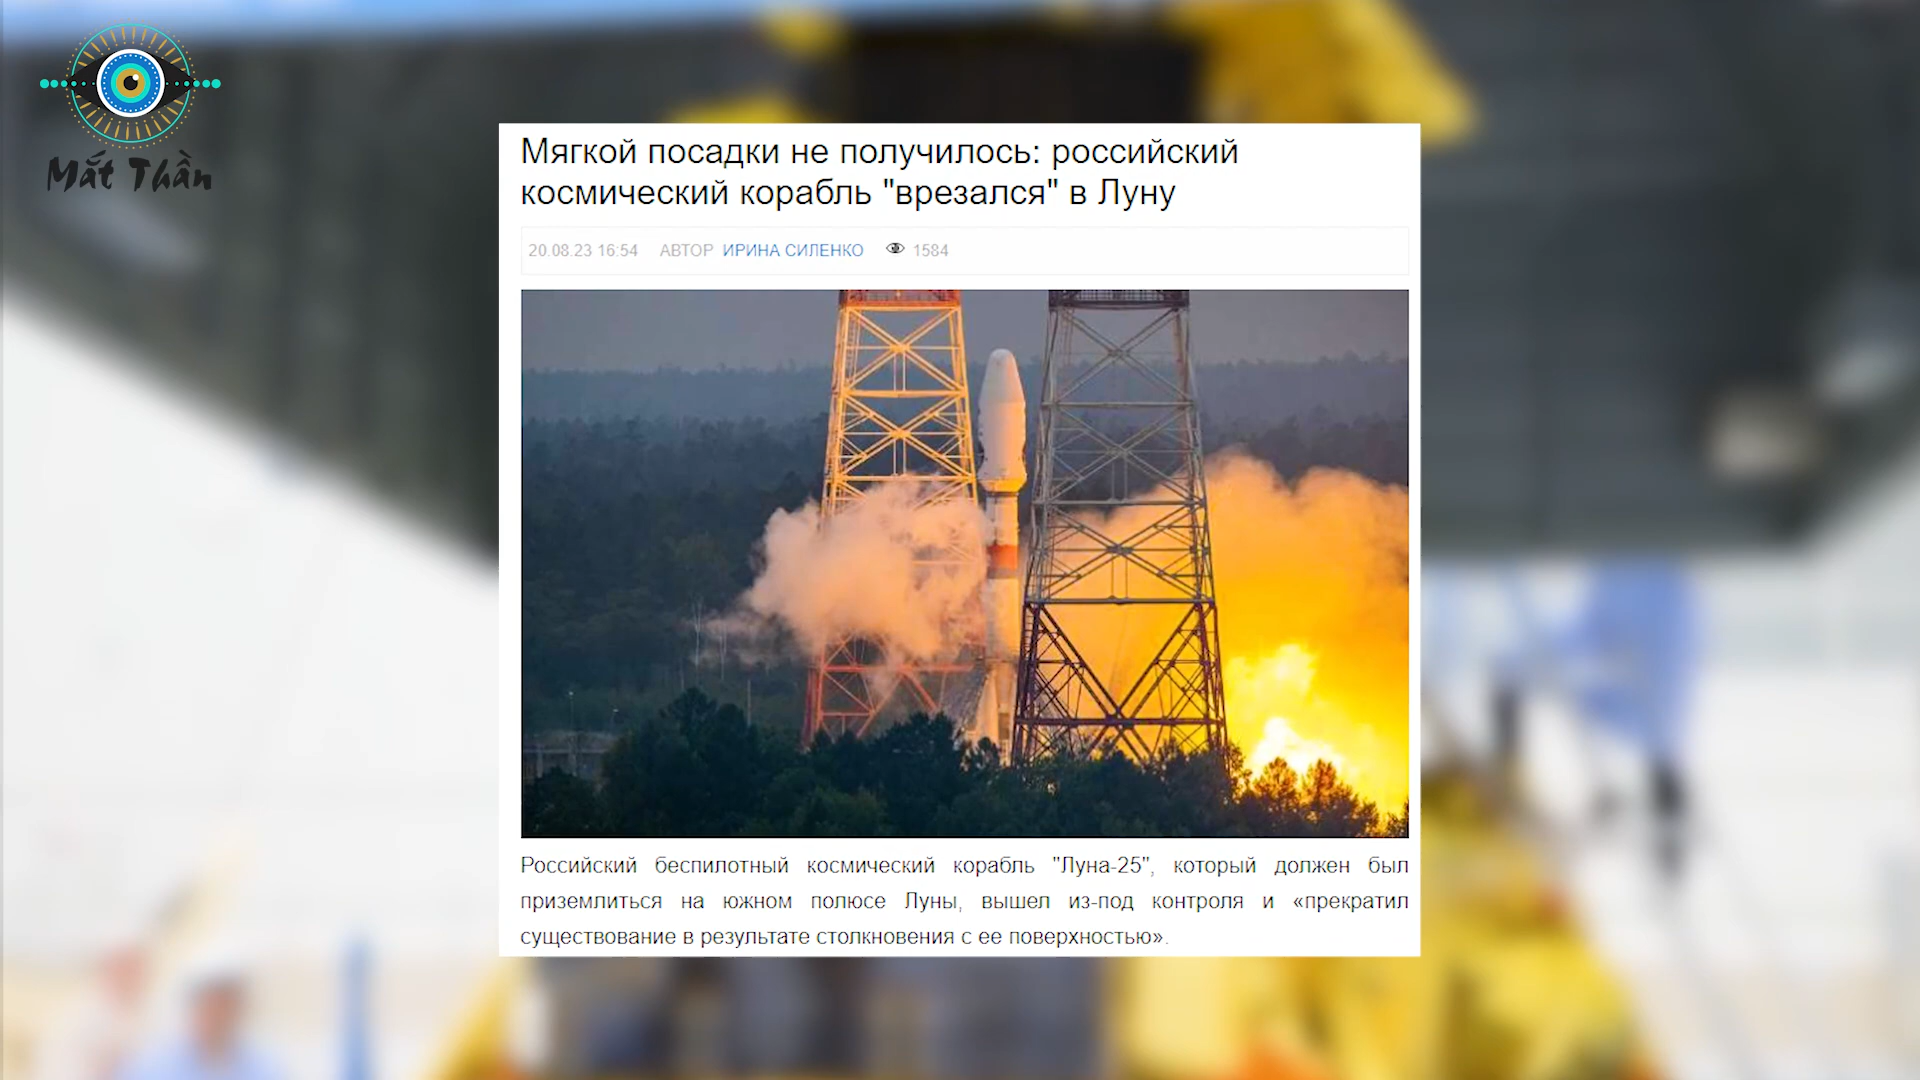 Mắt Thần
Мягкой посадки не получилось: российский
космический корабль "врезался" в Луну
20.08.23 16:54 АВТОР ИРИНА СИЛЕНКО 1584
Российский беспилотный космический корабль "Луна-25", который должен был
приземлиться на южном полюсе Луны, вышел из-под контроля и «прекратил
существование в результате столкновения с ее поверхностью».